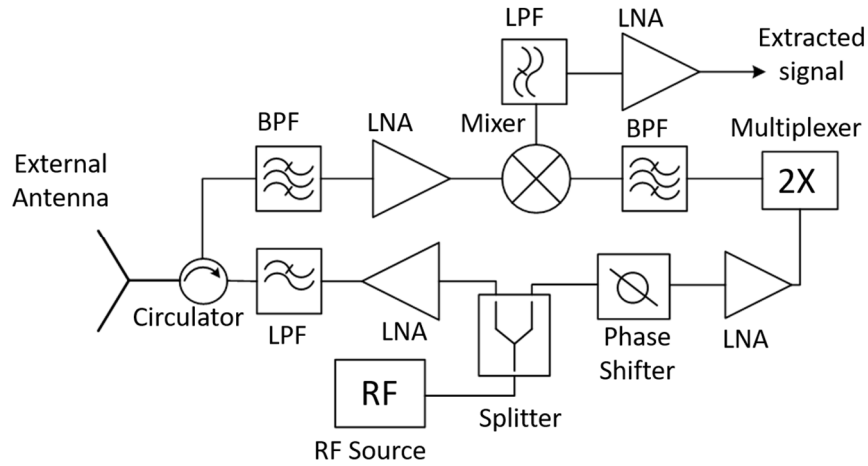 LPF
LNA
Extracted
signal
BPF
LNA
Mixer
BPF
Multiplexer
External
Antenna
2X
Circulator
LPF
LNA
Phase
Shifter
LNA
RF
Splitter
RF Source